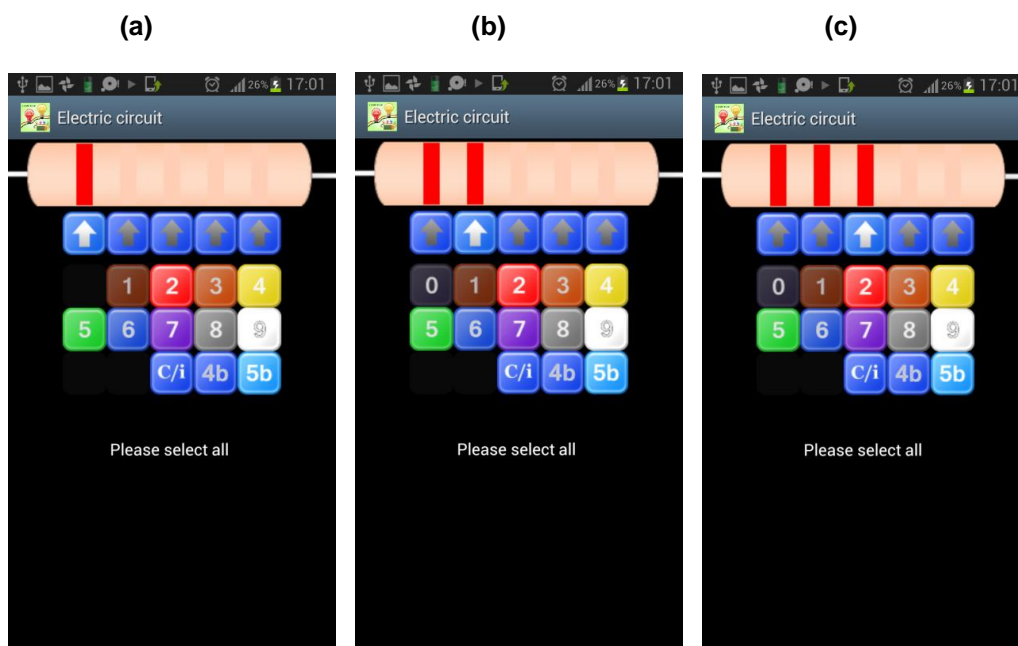 (a) (b) (c)
26% 17:01 26% 17:01 26% 17:01
Electric circuit Electric circuit Electric circuit
1 2 3 4 0 1 2 3 4 0 1 2 3 4
5 6 7 8 9 5 6 7 8 9 5 6 7 8 9
C/i 4b 5b C/i 4b 5b C/i 4b 5b
Please select all Please select all Please select all